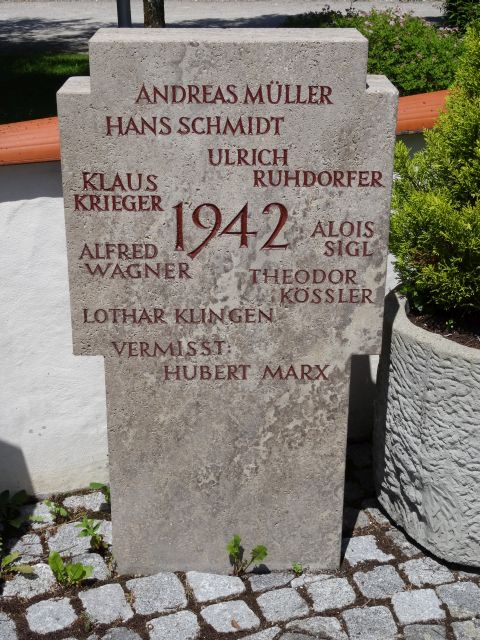 ANDREAS MÜLLER
HANS SCHMIDT
ULRICH
RUHDORFER
KLAUS
KRIEGER
1942
ALOIS
SIGL
ALFRED
WAGNER
THEODOR
KÖSSLER
LOTHAR KLINGEN
VERMISST:
HUBERT MARX